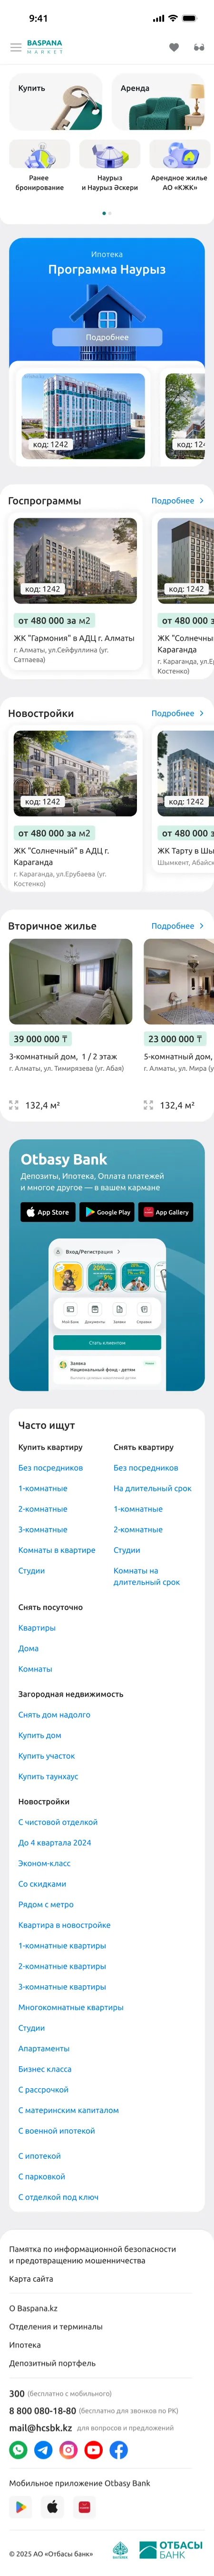 9:41
BASPANA
MARKET
Купить
Аренда
Ранее
бронирование
Наурыз
и Наурыз Әскери
Арендное жилье
АО «КЖК»
Ипотека
Программа Наурыз
Подробнее
код: 1242
код: 124
Госпрограммы
Подробнее
код: 1242
код: 1242
от 480 000 за м2
от 480 000 з
ЖК "Гармония" в АДЦ г. Алматы
г. Алматы, ул.Сейфуллина (уг.
Сатпаева)
ЖК "Солнечны
Караганда
г. Караганда, ул.Е
Костенко)
Новостройки
Подробнее
код: 1242
код: 1242
от 480 000 за м2
от 480 000 з
ЖК "Солнечный" в АДЦ г.
Караганда
г. Караганда, ул.Ерубаева (уг.
Костенко)
ЖК Тарту в Шы
Шымкент, Абайск
Вторичное жилье
Подробнее
39 000 000 ₸
23 000 000 ₸
3-комнатный дом, 1 / 2 этаж
г. Алматы, ул. Тимирязева (уг. Абая)
5-комнатный дом,
г. Алматы, ул. Мира (у
132,4 м²
132,4 м²
Otbasy Bank
Депозиты, Ипотека, Оплата платежей
и многое другое — в вашем кармане
App Store
Google Play
App Gallery
Вход/Регистрация
20%
Мой Банк
Документы
Заявки
Справки
Стать клиентом
Заявка
Национальный фонд - детям
Часто ищут
Купить квартиру
Без посредников
1-комнатные
2-комнатные
3-комнатные
Комнаты в квартире
Студии
Снять квартиру
Без посредников
На длительный срок
1-комнатные
2-комнатные
Студии
Комнаты на
длительный срок
Снять посуточно
Квартиры
Дома
Комнаты
Загородная недвижимость
Снять дом надолго
Купить дом
Купить участок
Купить таунхаус
Новостройки
С чистовой отделкой
До 4 квартала 2024
Эконом-класс
Со скидками
Рядом с метро
Квартира в новостройке
1-комнатные квартиры
2-комнатные квартиры
3-комнатные квартиры
Многокомнатные квартиры
Студии
Апартаменты
Бизнес класса
С рассрочкой
С материнским капиталом
С военной ипотекой
С ипотекой
С парковкой
С отделкой под ключ
Памятка по информационной безопасности
и предотвращению мошенничества
Карта сайта
О Baspana.kz
Отделения и терминалы
Ипотека
Депозитный портфель
300 (бесплатно с мобильного)
8 800 080-18-80 (бесплатно для звонков по РК)
mail@hcsbk.kz для вопросов и предложений
Мобильное приложение Otbasy Bank
© 2025 АО «Отбасы банк»
BAITEREK
ОТБАСЫ
БАНК